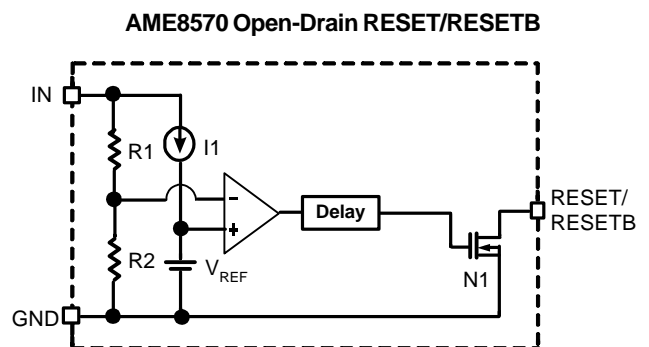 AME8570 Open-Drain RESET/RESETB
IN
R1
I1
-
+
Delay
RESET/
RESETB
R2
VREF
N1
GND